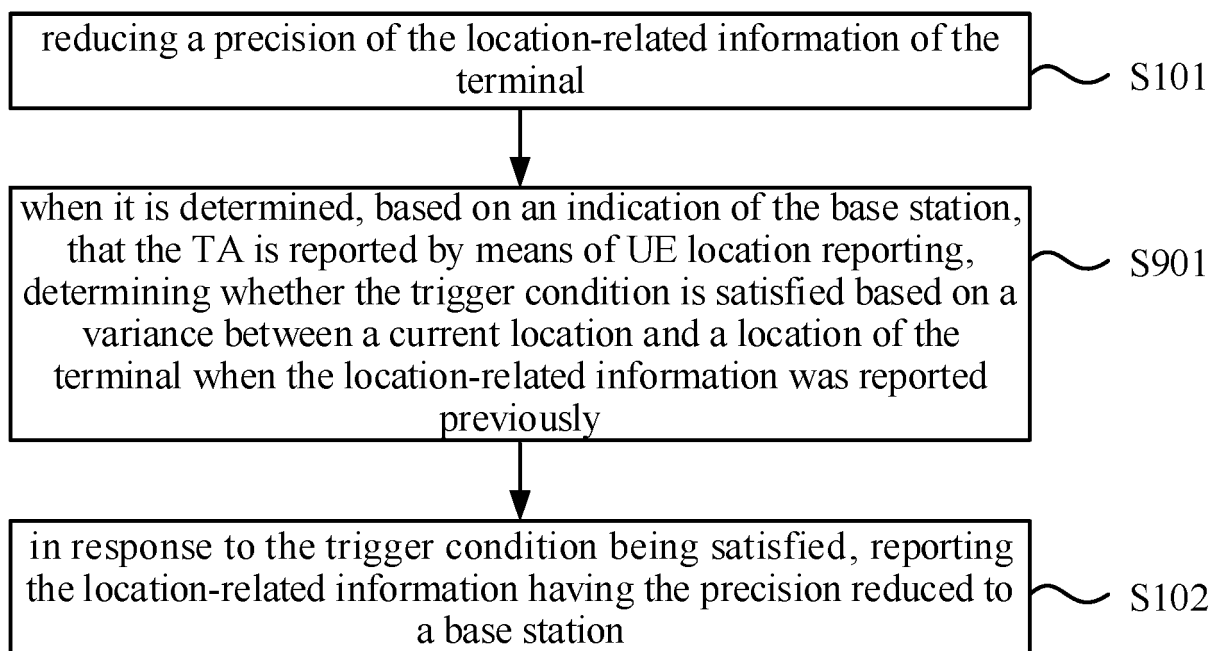 reducing a precision of the location-related information of the
terminal
S101
when it is determined, based on an indication of the base station,
that the TA is reported by means of UE location reporting,
determining whether the trigger condition is satisfied based on a
variance between a current location and a location of the
terminal when the location-related information was reported
previously
S901
in response to the trigger condition being satisfied, reporting
the location-related information having the precision reduced to
a base station
S102